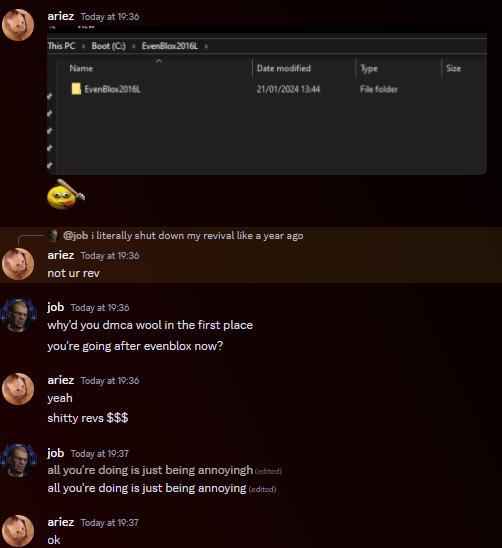 ariez Today at 19:36
This PC > Boot (C:) > EvenBlox2016L >
Name Date modified Type Size
EvenBlox2016L 21/01/2024 13:44 File folder
@job i literally shut down my revival like a year ago
ariez Today at 19:36
not ur rev
job Today at 19:36
why'd you dmca wool in the first place
you're going after evenblox now?
ariez Today at 19:36
yeah
shitty revs $$$
job Today at 19:37
all you're doing is just being annoyingh (edited)
all you're doing is just being annoying (edited)
ariez Today at 19:37
ok